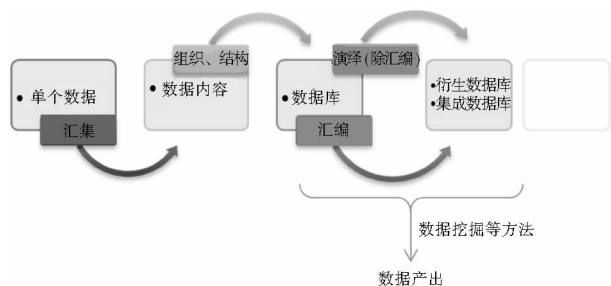 组织、结构
演绎(除汇编)
• 单个数据
• 数据内容
• 数据库
•衍生数据库
•集成数据库
汇集
汇编
数据挖掘等方法
数据产出